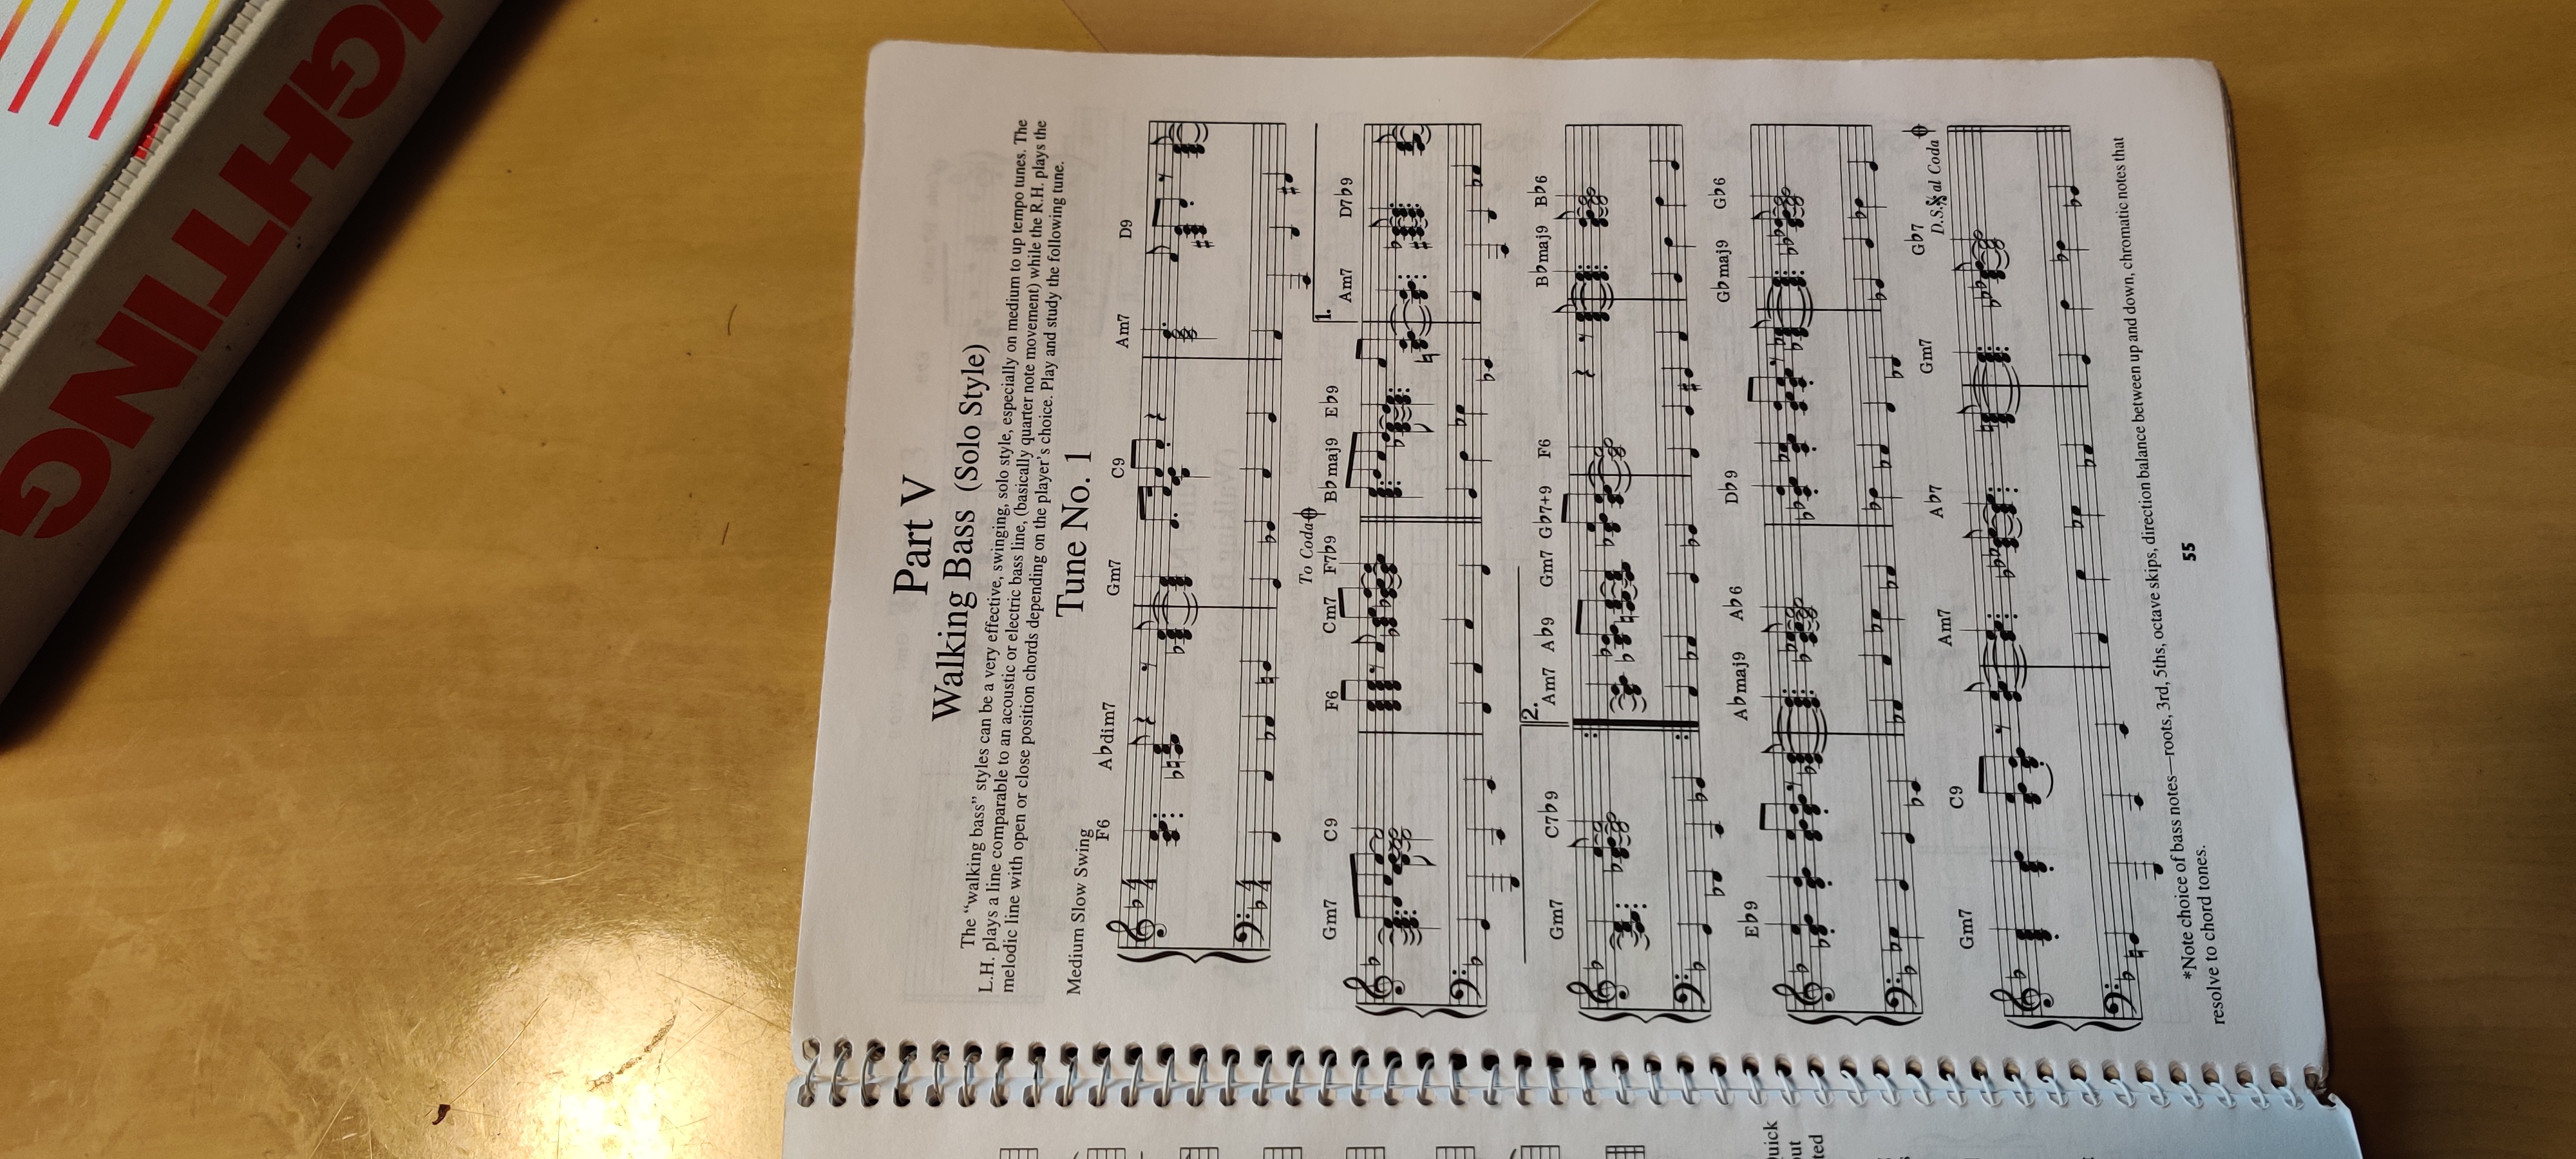 GHTING
Part V
Walking Bass (Solo Style)
The “walking bass” styles can be a very effective, swinging, solo style, especially on medium to up tempo tunes. The
L.H. plays a line comparable to an acoustic or electric bass line, (basically quarter note movement) while the R.H. plays the
melodic line with open or close position chords depending on the player's choice. Play and study the following tune.
Tune No. 1
Medium Slow Swing
F6 A♭dim7 Gm7 C9 Am7 D9
To Coda
Gm7 C9 F6 Cm7 F7♭9 B♭maj9 E♭9 1. Am7 D7♭9
Gm7 C7♭9 2. Am7 A♭9 Gm7 G♭7+9 F6 B♭maj9 B♭6
E♭9 A♭maj9 A♭6 D♭9 G♭maj9 G♭6
D.S. al Coda
Gm7 C9 Am7 A♭7 Gm7 G♭7
*Note choice of bass notes—roots, 3rd, 5ths, octave skips, direction balance between up and down, chromatic notes that
resolve to chord tones.
55